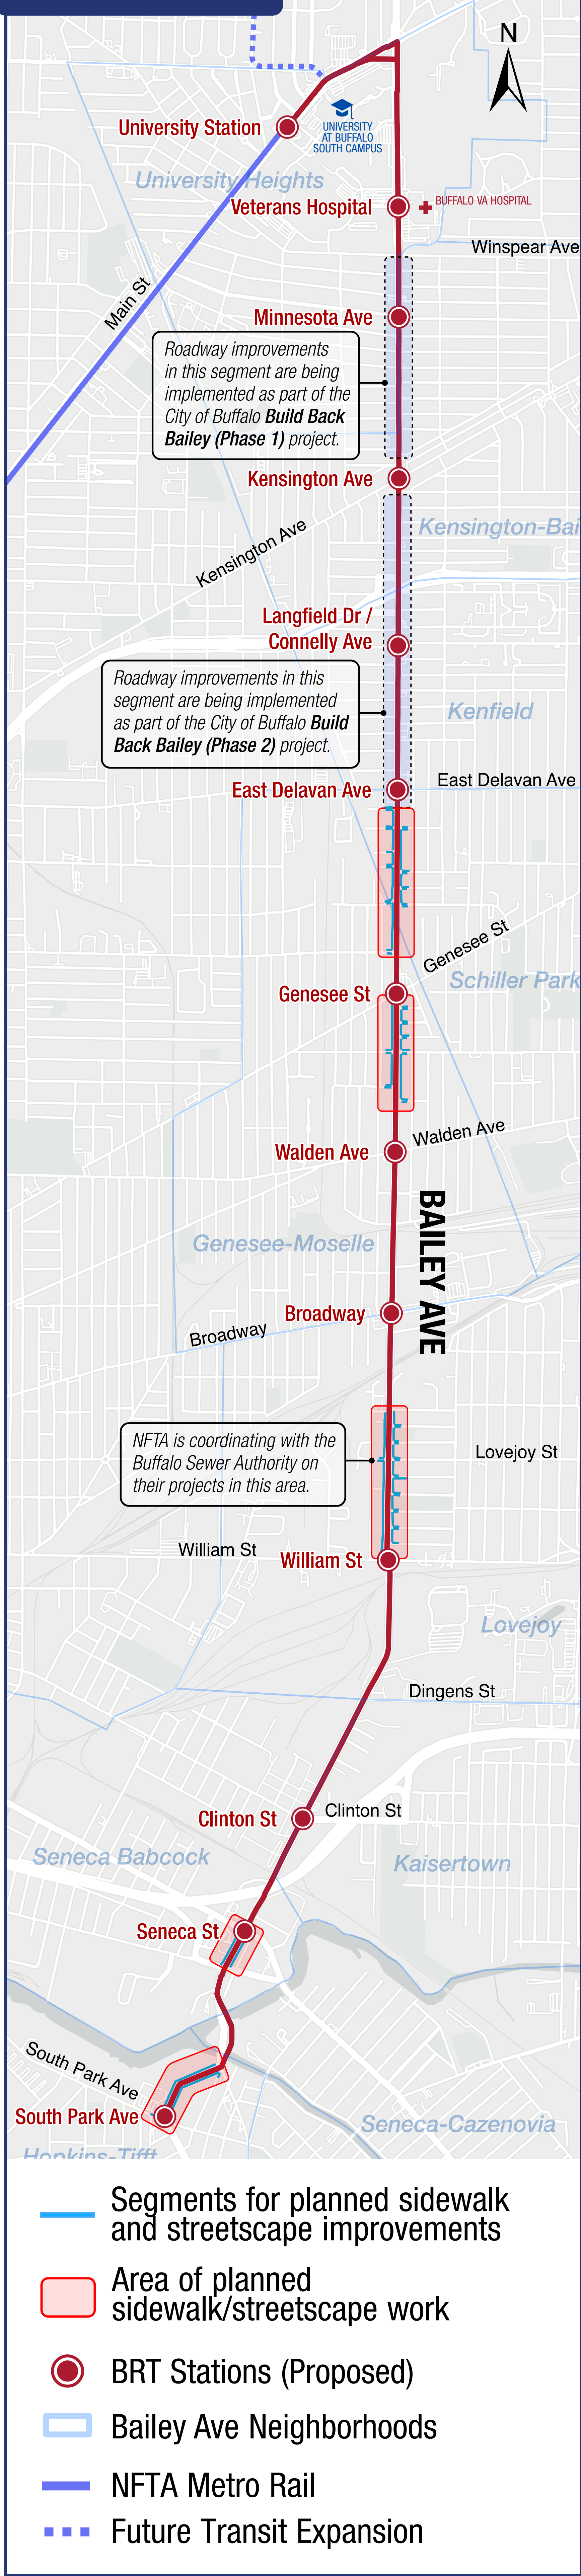 N
University Station
UNIVERSITY
AT BUFFALO
SOUTH CAMPUS
University Heights
Veterans Hospital
BUFFALO VA HOSPITAL
Winspear Ave
Main St
Minnesota Ave
Roadway improvements
in this segment are being
implemented as part of the
City of Buffalo Build Back
Bailey (Phase 1) project.
Kensington Ave
Kensington-Bai
Kensington Ave
Langfield Dr /
Connelly Ave
Roadway improvements in this
segment are being implemented
as part of the City of Buffalo Build
Back Bailey (Phase 2) project.
Kenfield
East Delavan Ave
East Delavan Ave
Genesee St
Schiller Park
Genesee St
Walden Ave
Walden Ave
BAILEY AVE
Genesee-Moselle
Broadway
Broadway
NFTA is coordinating with the
Buffalo Sewer Authority on
their projects in this area.
Lovejoy St
William St
William St
Lovejoy
Dingens St
Clinton St
Clinton St
Seneca Babcock
Kaisertown
Seneca St
South Park Ave
South Park Ave
Seneca-Cazenovia
Hopkins-Tifft
Segments for planned sidewalk
and streetscape improvements
Area of planned
sidewalk/streetscape work
BRT Stations (Proposed)
Bailey Ave Neighborhoods
NFTA Metro Rail
Future Transit Expansion